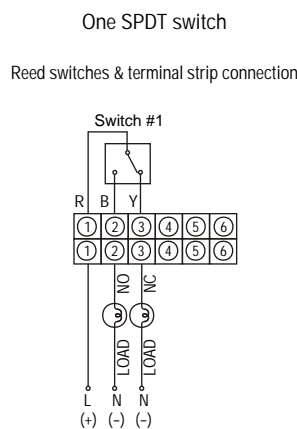 One SPDT switch
Reed switches & terminal strip connection
Switch #1
R B Y
1 2 3 4 5 6
1 2 3 4 5 6
NO NC
LOAD LOAD
L N N
(+) (–) (–)